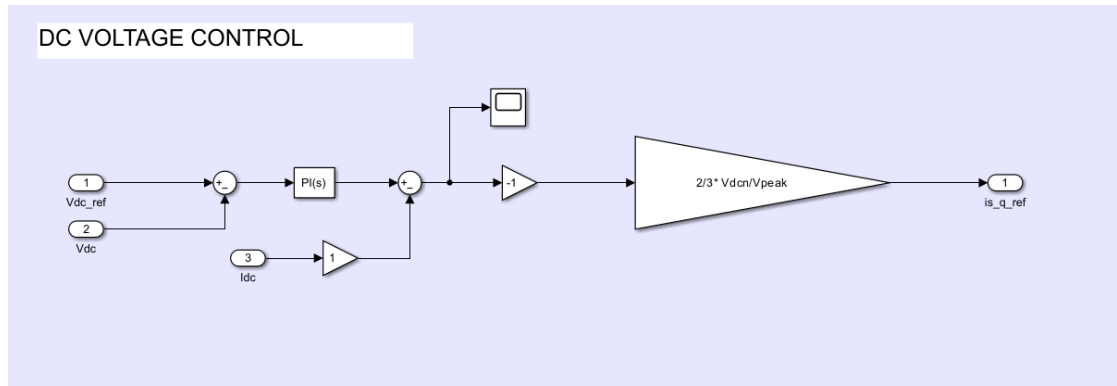 DC VOLTAGE CONTROL
1
Vdc_ref
2
Vdc
+
-
PI(s)
3
Idc
1
+
-
-1
2/3* Vdcn/Vpeak
1
is_q_ref